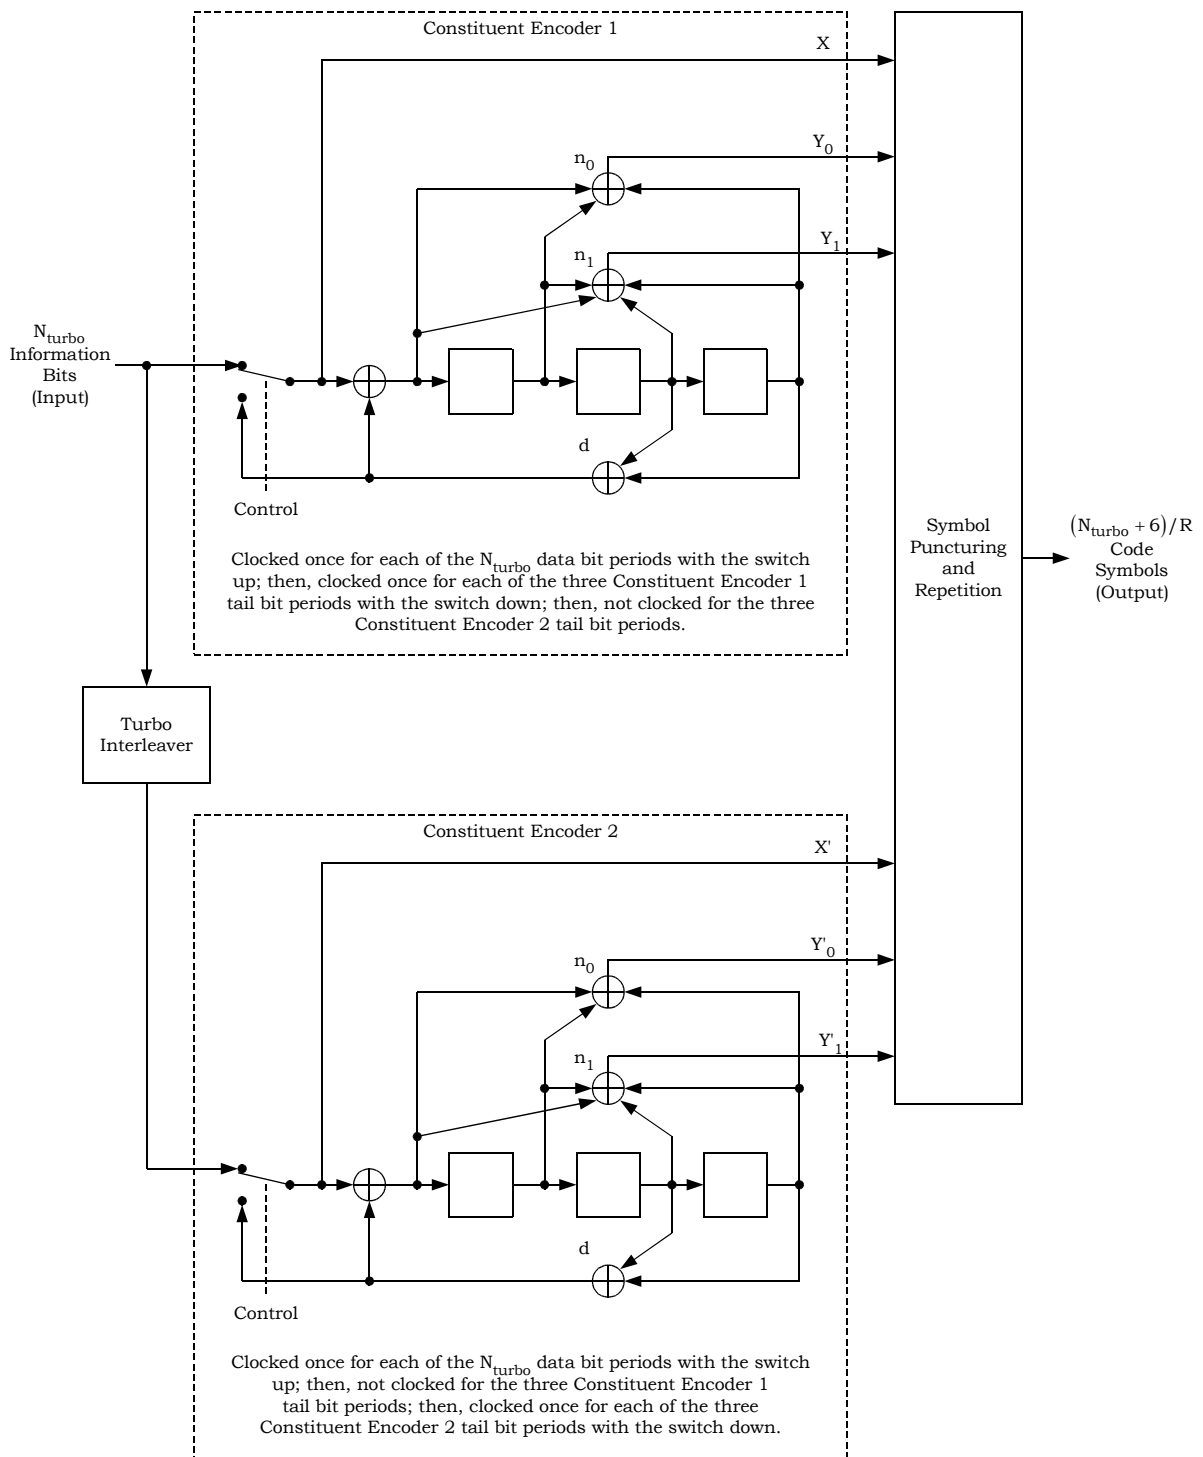 Constituent Encoder 1
X
Y0
n0
Y1
n1
Nturbo
Information
Bits
(Input)
d
Control
Clocked once for each of the Nturbo data bit periods with the switch
up; then, clocked once for each of the three Constituent Encoder 1
tail bit periods with the switch down; then, not clocked for the three
Constituent Encoder 2 tail bit periods.
Symbol
Puncturing
and
Repetition
(Nturbo + 6)/R
Code
Symbols
(Output)
Turbo
Interleaver
Constituent Encoder 2
X'
Y'0
n0
Y'1
n1
d
Control
Clocked once for each of the Nturbo data bit periods with the switch
up; then, not clocked for the three Constituent Encoder 1
tail bit periods; then, clocked once for each of the three
Constituent Encoder 2 tail bit periods with the switch down.